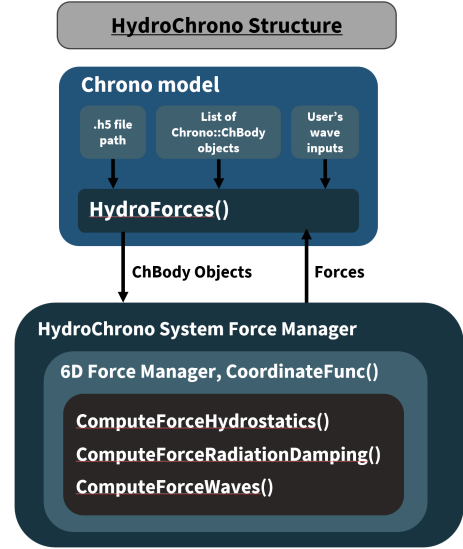 HydroChrono Structure
Chrono model
.h5 file
path
List of
Chrono::ChBody
objects
User's
wave
inputs
HydroForces()
ChBody Objects
Forces
HydroChrono System Force Manager
6D Force Manager, CoordinateFunc()
ComputeForceHydrostatics()
ComputeForceRadiationDamping()
ComputeForceWaves()